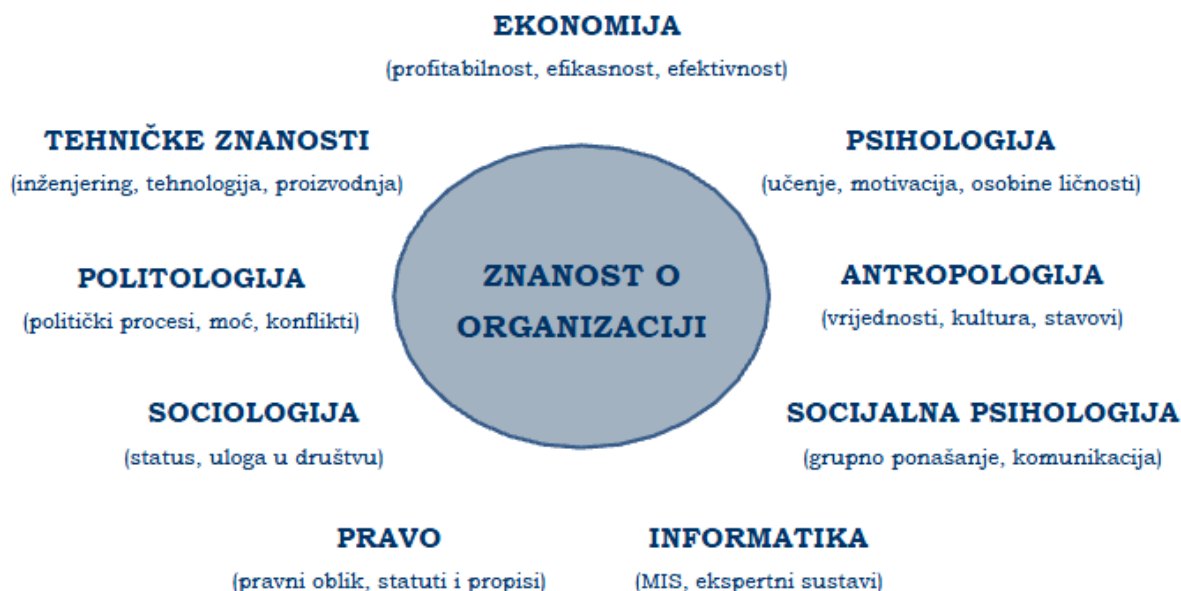 EKONOMIJA
(profitabilnost, efikasnost, efektivnost)
TEHNIČKE ZNANOSTI
(inženjering, tehnologija, proizvodnja)
PSIHOLOGIJA
(učenje, motivacija, osobine ličnosti)
POLITOLOGIJA
(politički procesi, moć, konflikti)
ZNANOST O
ORGANIZACIJI
ANTROPOLOGIJA
(vrijednosti, kultura, stavovi)
SOCIOLOGIJA
(status, uloga u društvu)
SOCIJALNA PSIHOLOGIJA
(grupno ponašanje, komunikacija)
PRAVO
(pravni oblik, statuti i propisi)
INFORMATIKA
(MIS, ekspertni sustavi)